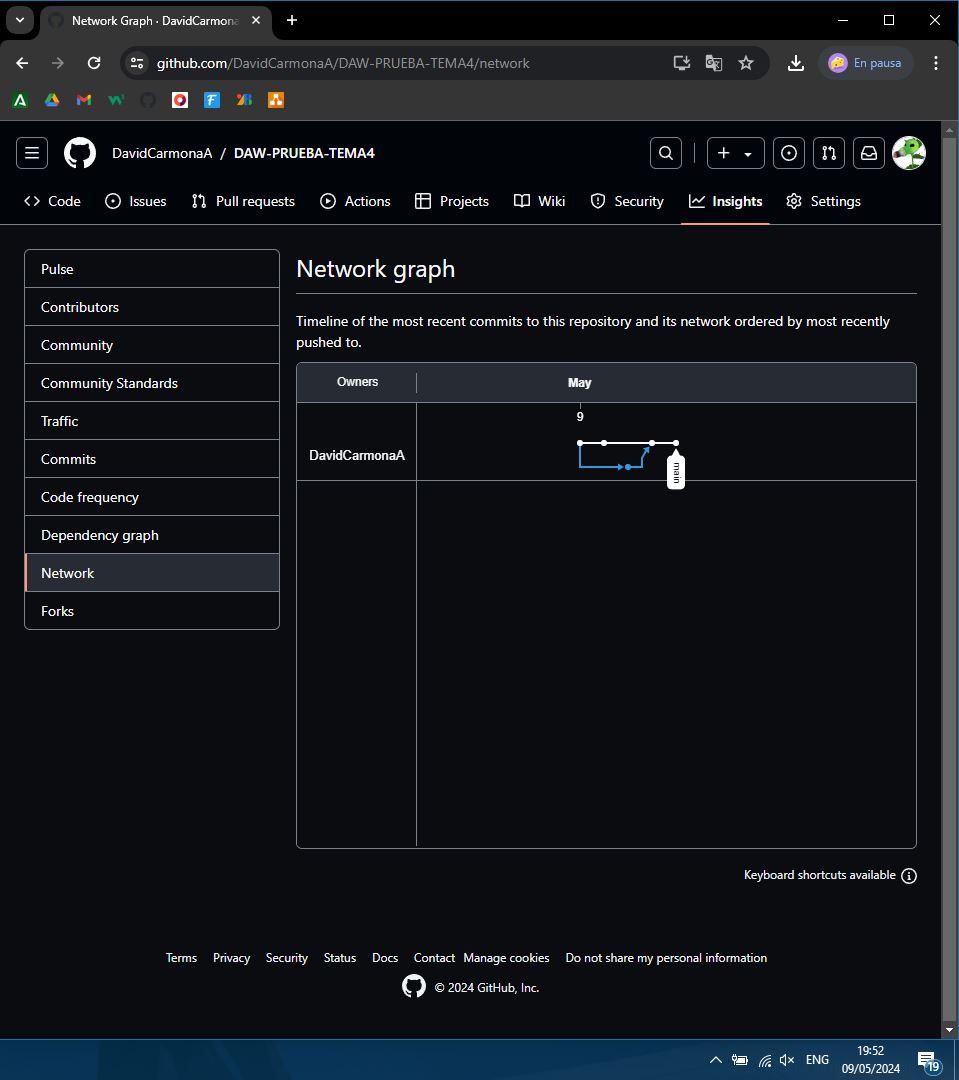 Network Graph · DavidCarmona
github.com/DavidCarmonaA/DAW-PRUEBA-TEMA4/network
En pausa
DavidCarmonaA / DAW-PRUEBA-TEMA4
Code Issues Pull requests Actions Projects Wiki Security Insights Settings
Pulse
Contributors
Community
Community Standards
Traffic
Commits
Code frequency
Dependency graph
Network
Forks
Network graph
Timeline of the most recent commits to this repository and its network ordered by most recently
pushed to.
Owners
May
9
DavidCarmonaA
main
Keyboard shortcuts available
Terms Privacy Security Status Docs Contact Manage cookies Do not share my personal information
© 2024 GitHub, Inc.
ENG
19:52
09/05/2024
19